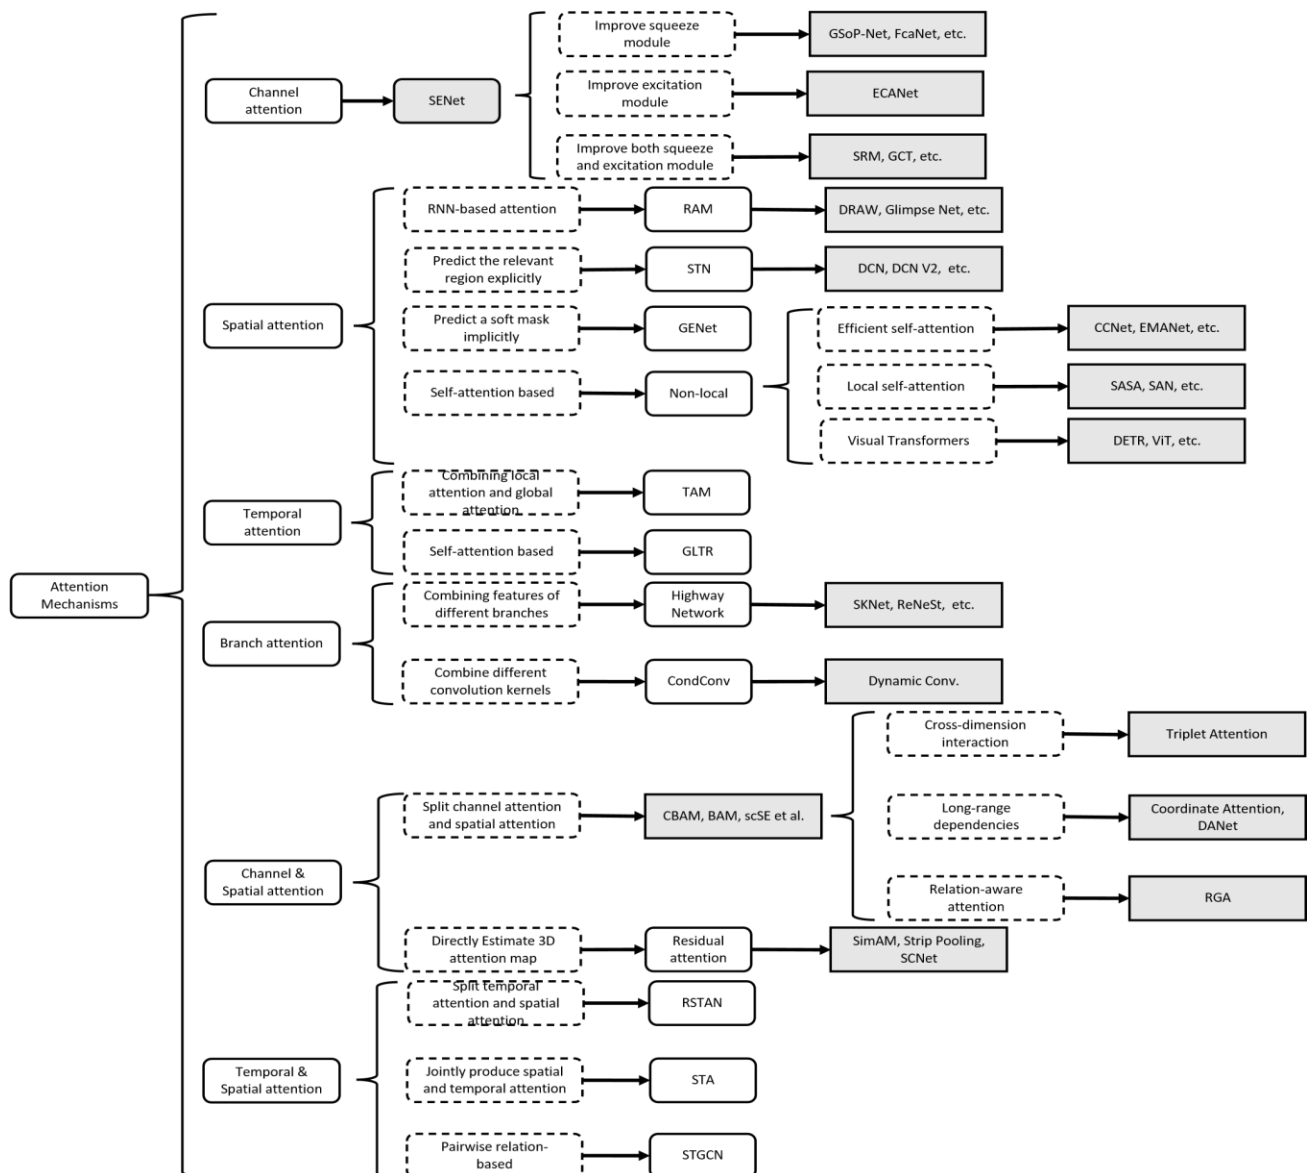 Attention
Mechanisms
Channel
attention
SENet
Improve squeeze
module
GSoP-Net, FcaNet, etc.
Improve excitation
module
ECANet
Improve both squeeze
and excitation module
SRM, GCT, etc.
Spatial attention
RNN-based attention
RAM
DRAW, Glimpse Net, etc.
Predict the relevant
region explicitly
STN
DCN, DCN V2, etc.
Predict a soft mask
implicitly
GENet
Self-attention based
Non-local
Efficient self-attention
CCNet, EMANet, etc.
Local self-attention
SASA, SAN, etc.
Visual Transformers
DETR, ViT, etc.
Temporal
attention
Combining local
attention and global
attention
TAM
Self-attention based
GLTR
Branch attention
Combining features of
different branches
Highway
Network
SKNet, ReNeSt, etc.
Combine different
convolution kernels
CondConv
Dynamic Conv.
Channel &
Spatial attention
Split channel attention
and spatial attention
CBAM, BAM, scSE et al.
Cross-dimension
interaction
Triplet Attention
Long-range
dependencies
Coordinate Attention,
DANet
Relation-aware
attention
RGA
Directly Estimate 3D
attention map
Residual
attention
SimAM, Strip Pooling,
SCNet
Temporal &
Spatial attention
Split temporal
attention and spatial
attention
RSTAN
Jointly produce spatial
and temporal attention
STA
Pairwise relation-
based
STGCN